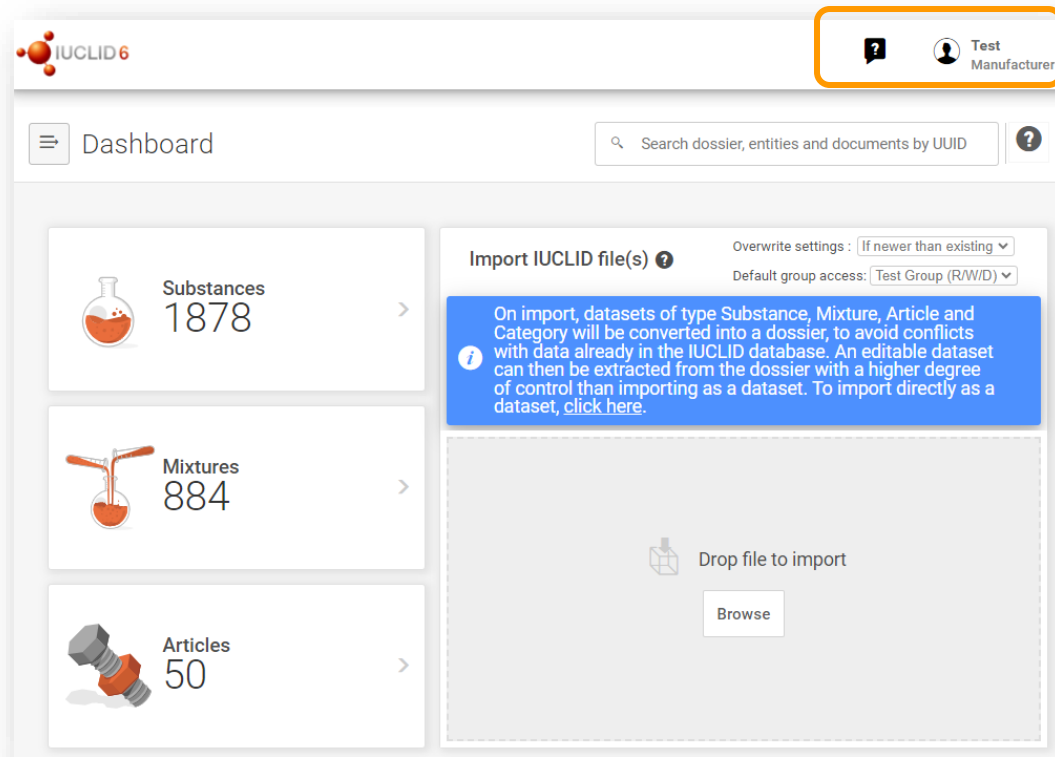 IUCLID 6
?
Test
Manufacturer
Dashboard
Search dossier, entities and documents by UUID
?
Substances
1878
Mixtures
884
Articles
50
Import IUCLID file(s) ?
Overwrite settings : If newer than existing
Default group access: Test Group (R/W/D)
i
On import, datasets of type Substance, Mixture, Article and
Category will be converted into a dossier, to avoid conflicts
with data already in the IUCLID database. An editable dataset
can then be extracted from the dossier with a higher degree
of control than importing as a dataset. To import directly as a
dataset, click here.
Drop file to import
Browse